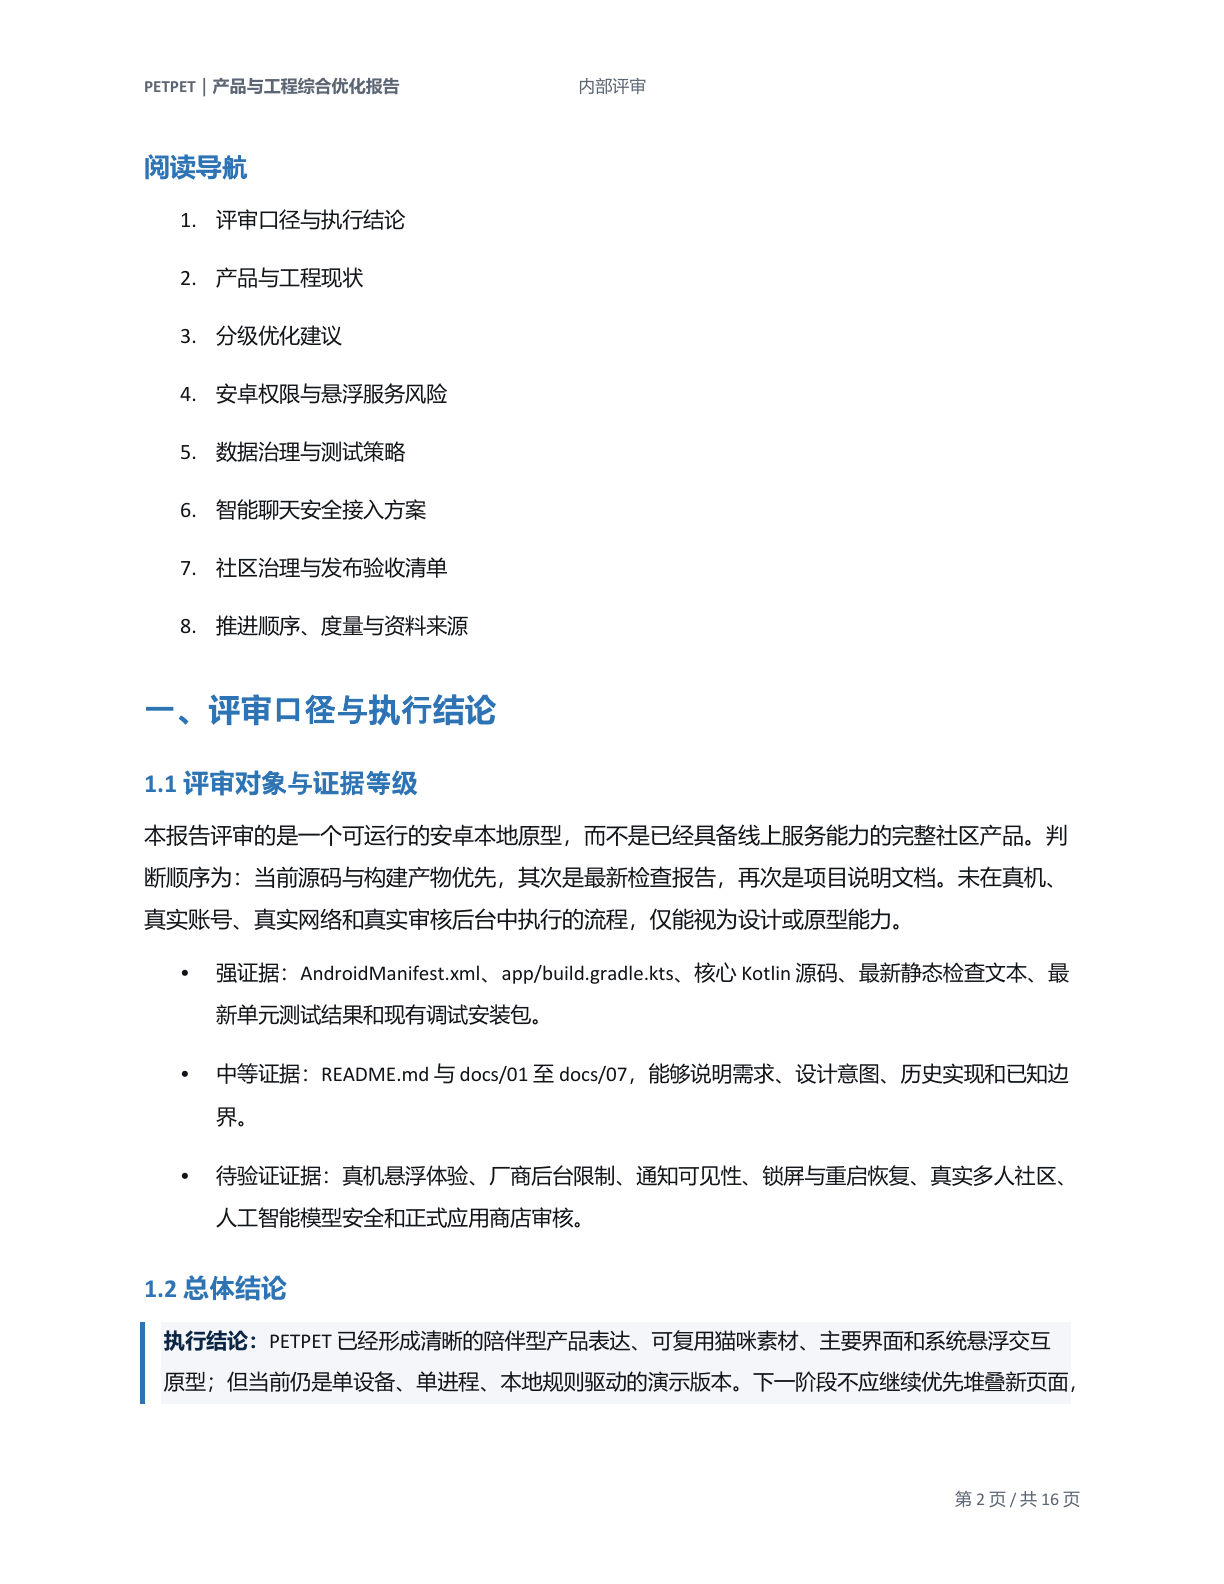 PETPET｜产品与工程综合优化报告 内部评审
阅读导航
1. 评审口径与执行结论
2. 产品与工程现状
3. 分级优化建议
4. 安卓权限与悬浮服务风险
5. 数据治理与测试策略
6. 智能聊天安全接入方案
7. 社区治理与发布验收清单
8. 推进顺序、度量与资料来源
一、评审口径与执行结论
1.1 评审对象与证据等级
本报告评审的是一个可运行的安卓本地原型，而不是已经具备线上服务能力的完整社区产品。判
断顺序为：当前源码与构建产物优先，其次是最新检查报告，再次是项目说明文档。未在真机、
真实账号、真实网络和真实审核后台中执行的流程，仅能视为设计或原型能力。
• 强证据：AndroidManifest.xml、app/build.gradle.kts、核心 Kotlin 源码、最新静态检查文本、最
新单元测试结果和现有调试安装包。
• 中等证据：README.md 与 docs/01 至 docs/07，能够说明需求、设计意图、历史实现和已知边
界。
• 待验证证据：真机悬浮体验、厂商后台限制、通知可见性、锁屏与重启恢复、真实多人社区、
人工智能模型安全和正式应用商店审核。
1.2 总体结论
执行结论：PETPET 已经形成清晰的陪伴型产品表达、可复用猫咪素材、主要界面和系统悬浮交互
原型；但当前仍是单设备、单进程、本地规则驱动的演示版本。下一阶段不应继续优先堆叠新页面，
第 2 页 / 共 16 页